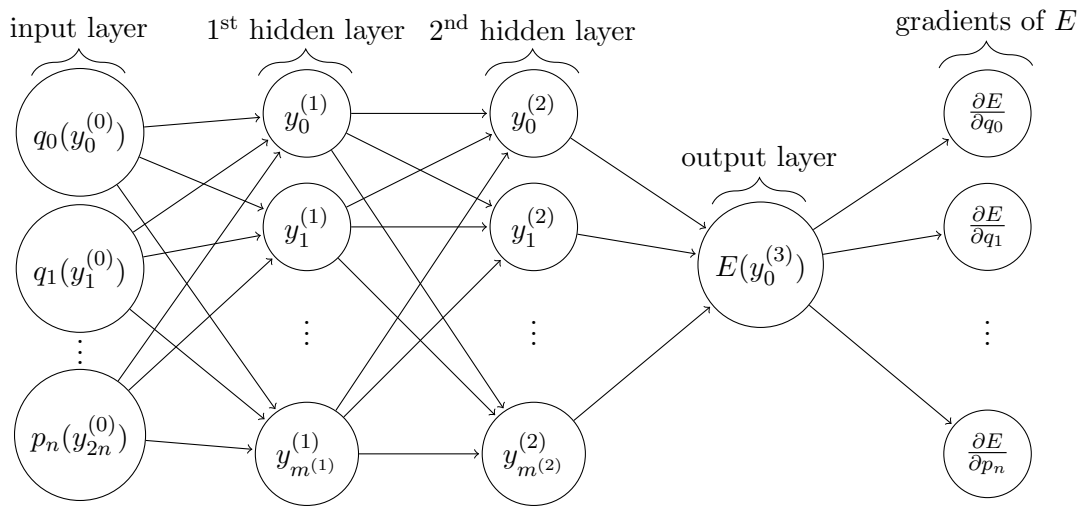 input layer
1st hidden layer
2nd hidden layer
output layer
gradients of E
q₀(y₀⁽⁰⁾)
q₁(y₁⁽⁰⁾)
⋮
pₙ(y₂ₙ⁽⁰⁾)
y₀⁽¹⁾
y₁⁽¹⁾
⋮
y_{m⁽¹⁾}⁽¹⁾
y₀⁽²⁾
y₁⁽²⁾
⋮
y_{m⁽²⁾}⁽²⁾
E(y₀⁽³⁾)
∂E/∂q₀
∂E/∂q₁
⋮
∂E/∂pₙ